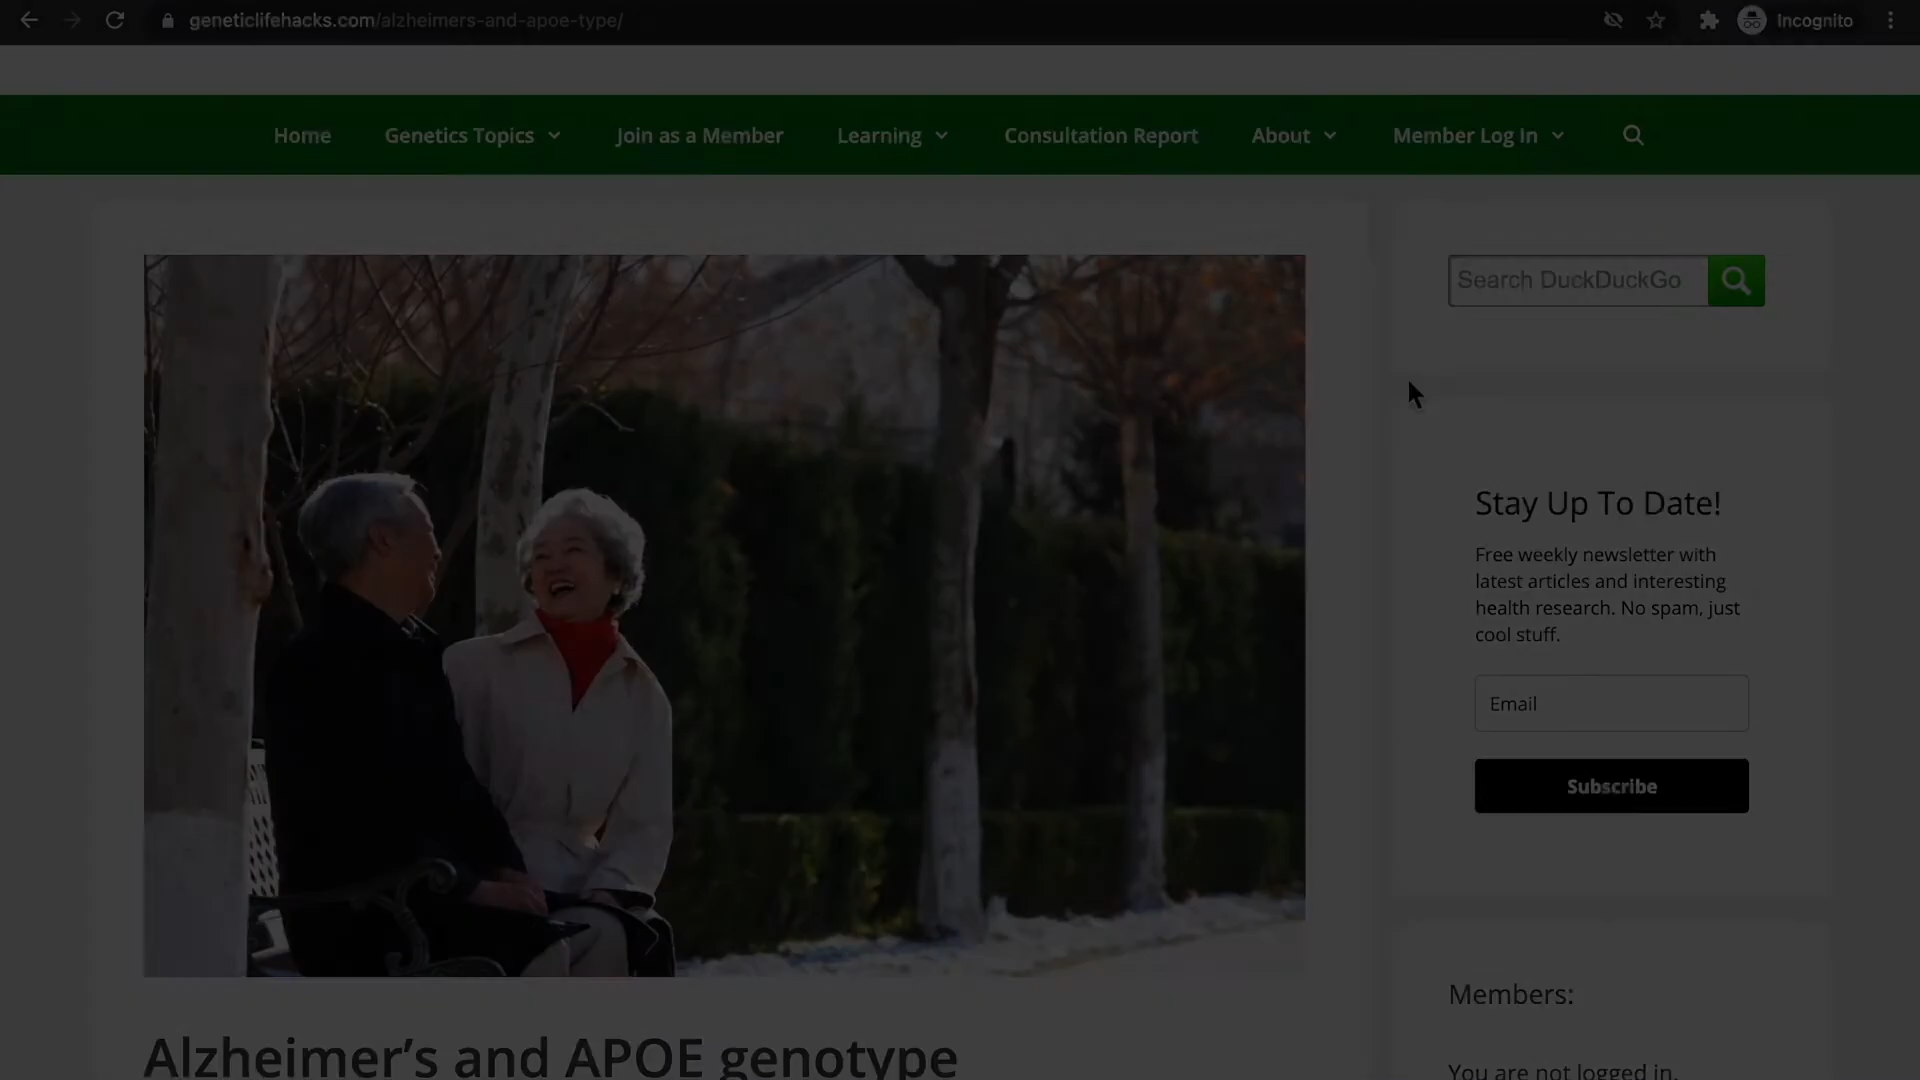 geneticlifehacks.com/alzheimers-and-apoe-type/
Incognito
Home
Genetics Topics
Join as a Member
Learning
Consultation Report
About
Member Log In
Search DuckDuckGo
Stay Up To Date!
Free weekly newsletter with
latest articles and interesting
health research. No spam, just
cool stuff.
Email
Subscribe
Members:
Alzheimer’s and APOE genotype
You are not logged in.